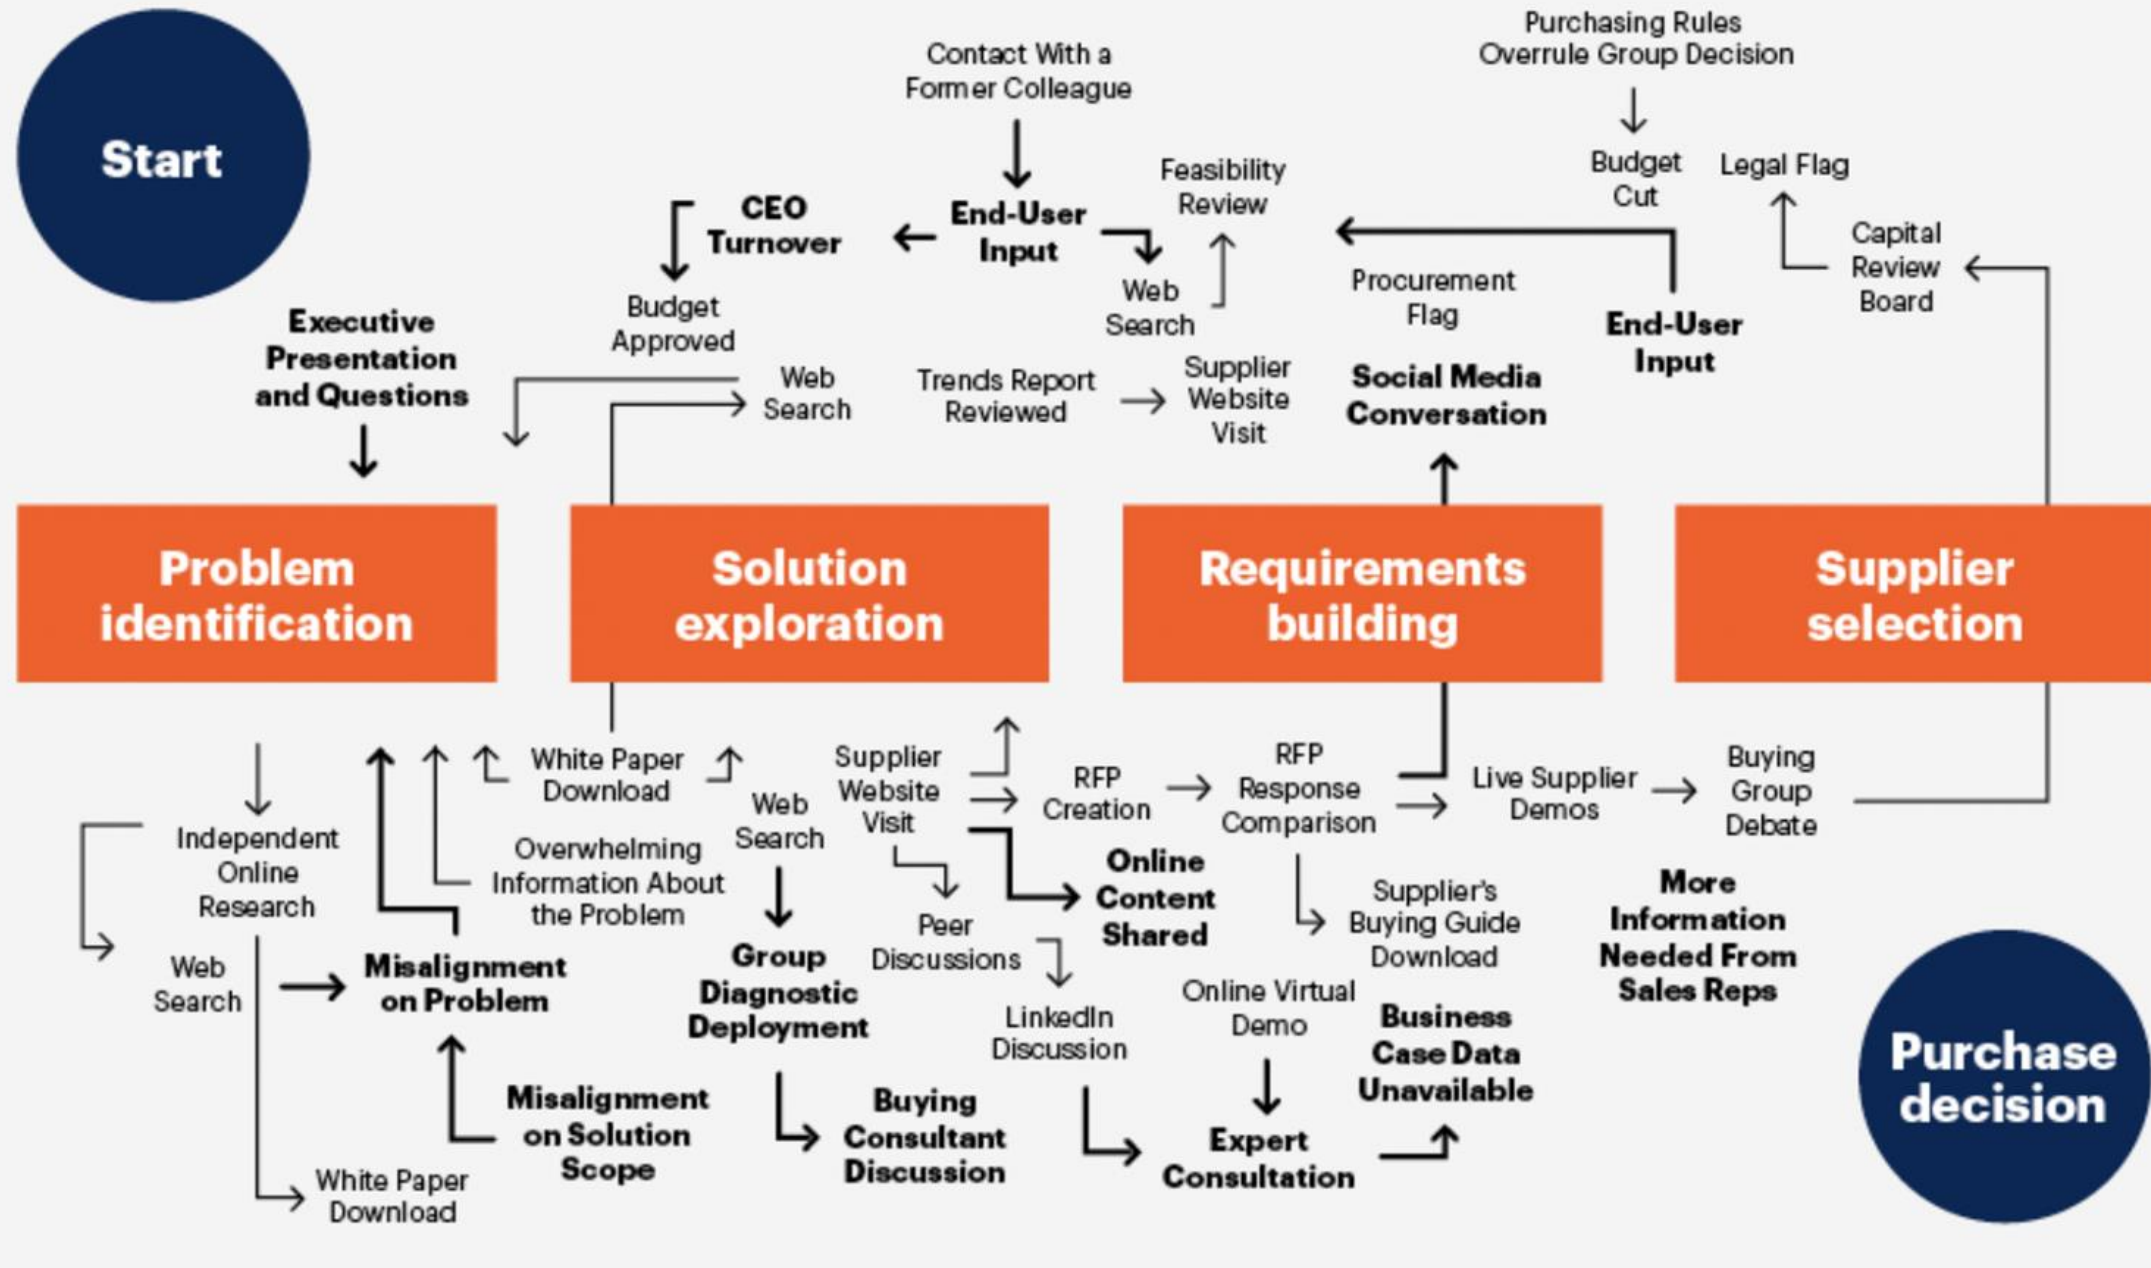 Start
Contact With a
Former Colleague
Purchasing Rules
Overrule Group Decision
CEO
Turnover
End-User
Input
Feasibility
Review
Budget
Cut
Legal Flag
Capital
Review
Board
Executive
Presentation
and Questions
Budget
Approved
Web
Search
Procurement
Flag
End-User
Input
Web
Search
Trends Report
Reviewed
Supplier
Website
Visit
Social Media
Conversation
Problem
identification
Solution
exploration
Requirements
building
Supplier
selection
Independent
Online
Research
White Paper
Download
Web
Search
Supplier
Website
Visit
RFP
Creation
RFP
Response
Comparison
Live Supplier
Demos
Buying
Group
Debate
Overwhelming
Information About
the Problem
Online
Content
Shared
Supplier's
Buying Guide
Download
More
Information
Needed From
Sales Reps
Web
Search
Misalignment
on Problem
Group
Diagnostic
Deployment
Peer
Discussions
LinkedIn
Discussion
Online Virtual
Demo
Business
Case Data
Unavailable
Misalignment
on Solution
Scope
Buying
Consultant
Discussion
Expert
Consultation
White Paper
Download
Purchase
decision